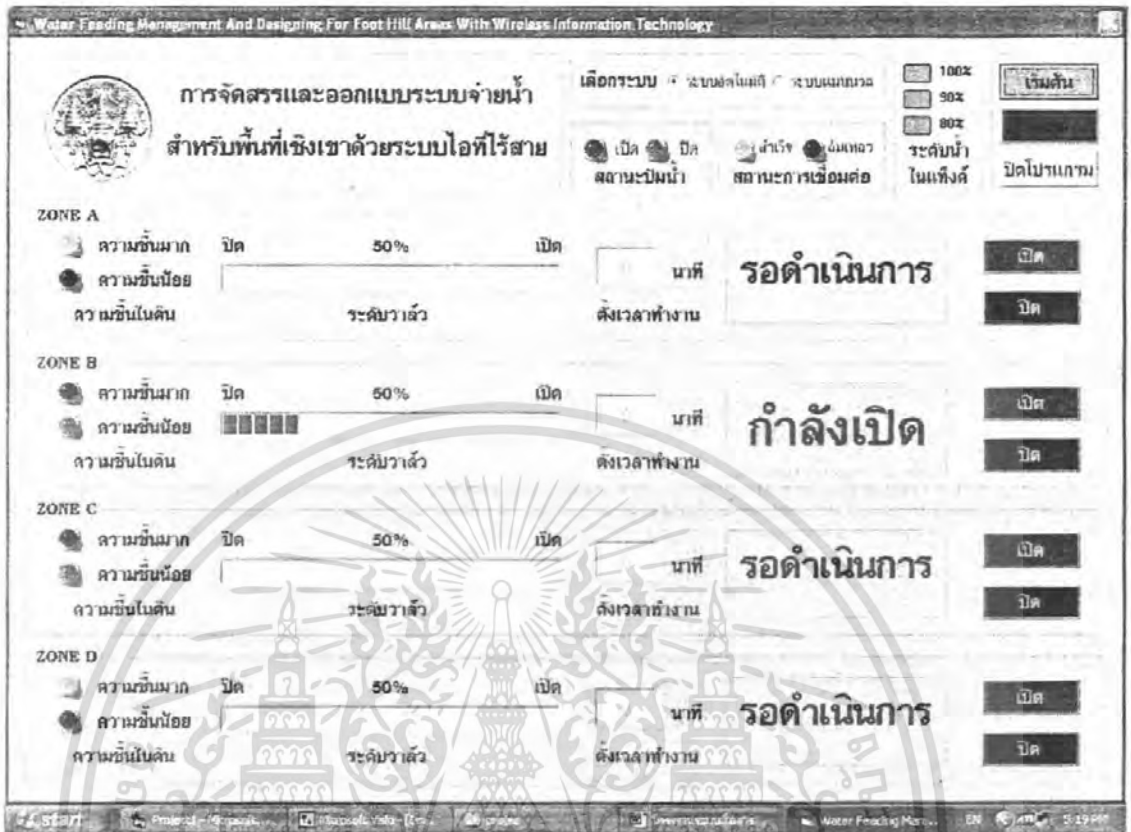 Water Feeding Management And Designing For Foot Hill Areas With Wireless Information Technology
การจัดสรรและออกแบบระบบจ่ายน้ำ
สำหรับพื้นที่เชิงเขาด้วยระบบไอทีไร้สาย
เลือกระบบ ระบบอัตโนมัติ
เปิด ปิด
สถานะปั๊มน้ำ
สำเร็จ ล้มเหลว
สถานะการเชื่อมต่อ
100%
90%
80%
ระดับน้ำ
ในแท็งค์
เริ่มต้น
ปิดโปรแกรม
ZONE A
ความชื้นมาก ปิด 50% เปิด
ความชื้นน้อย
นาที รอดำเนินการ
เปิด
ปิด
ความชื้นในดิน ระดับวาล์ว ตั้งเวลาทำงาน
ZONE B
ความชื้นมาก ปิด 50% เปิด
ความชื้นน้อย
นาที กำลังเปิด
เปิด
ปิด
ความชื้นในดิน ระดับวาล์ว ตั้งเวลาทำงาน
ZONE C
ความชื้นมาก ปิด 50% เปิด
ความชื้นน้อย
นาที รอดำเนินการ
เปิด
ปิด
ความชื้นในดิน ระดับวาล์ว ตั้งเวลาทำงาน
ZONE D
ความชื้นมาก ปิด 50% เปิด
ความชื้นน้อย
นาที รอดำเนินการ
เปิด
ปิด
ความชื้นในดิน ระดับวาล์ว ตั้งเวลาทำงาน
start Water Feeding Man... EN 5:19 PM